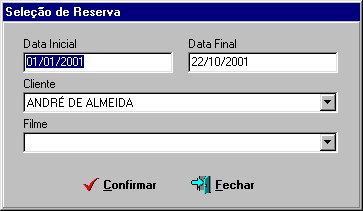 Seleção de Reserva
Data Inicial Data Final
01/01/2001 22/10/2001
Cliente
ANDRÉ DE ALMEIDA
Filme
Confirmar Fechar